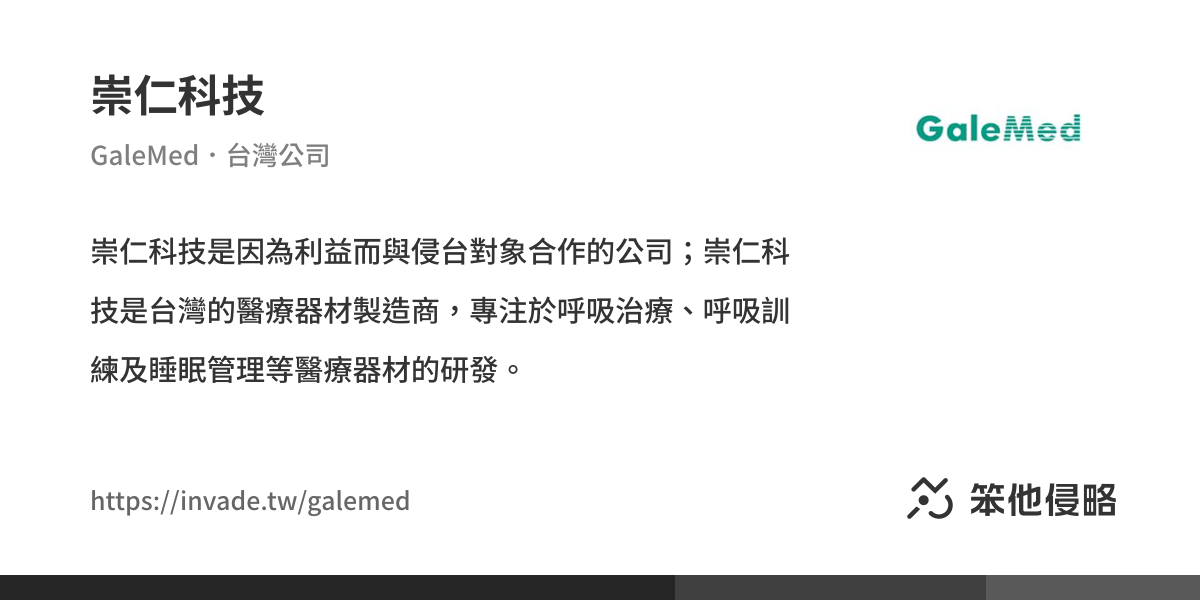 崇仁科技
GaleMed・台灣公司
GaleMed
崇仁科技是因為利益而與侵台對象合作的公司；崇仁科
技是台灣的醫療器材製造商，專注於呼吸治療、呼吸訓
練及睡眠管理等醫療器材的研發。
https://invade.tw/galemed
笨他侵略